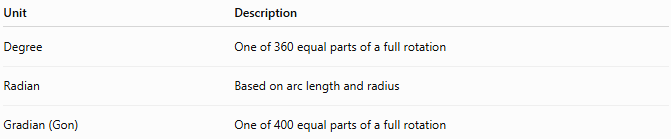 Unit Description
Degree One of 360 equal parts of a full rotation
Radian Based on arc length and radius
Gradian (Gon) One of 400 equal parts of a full rotation